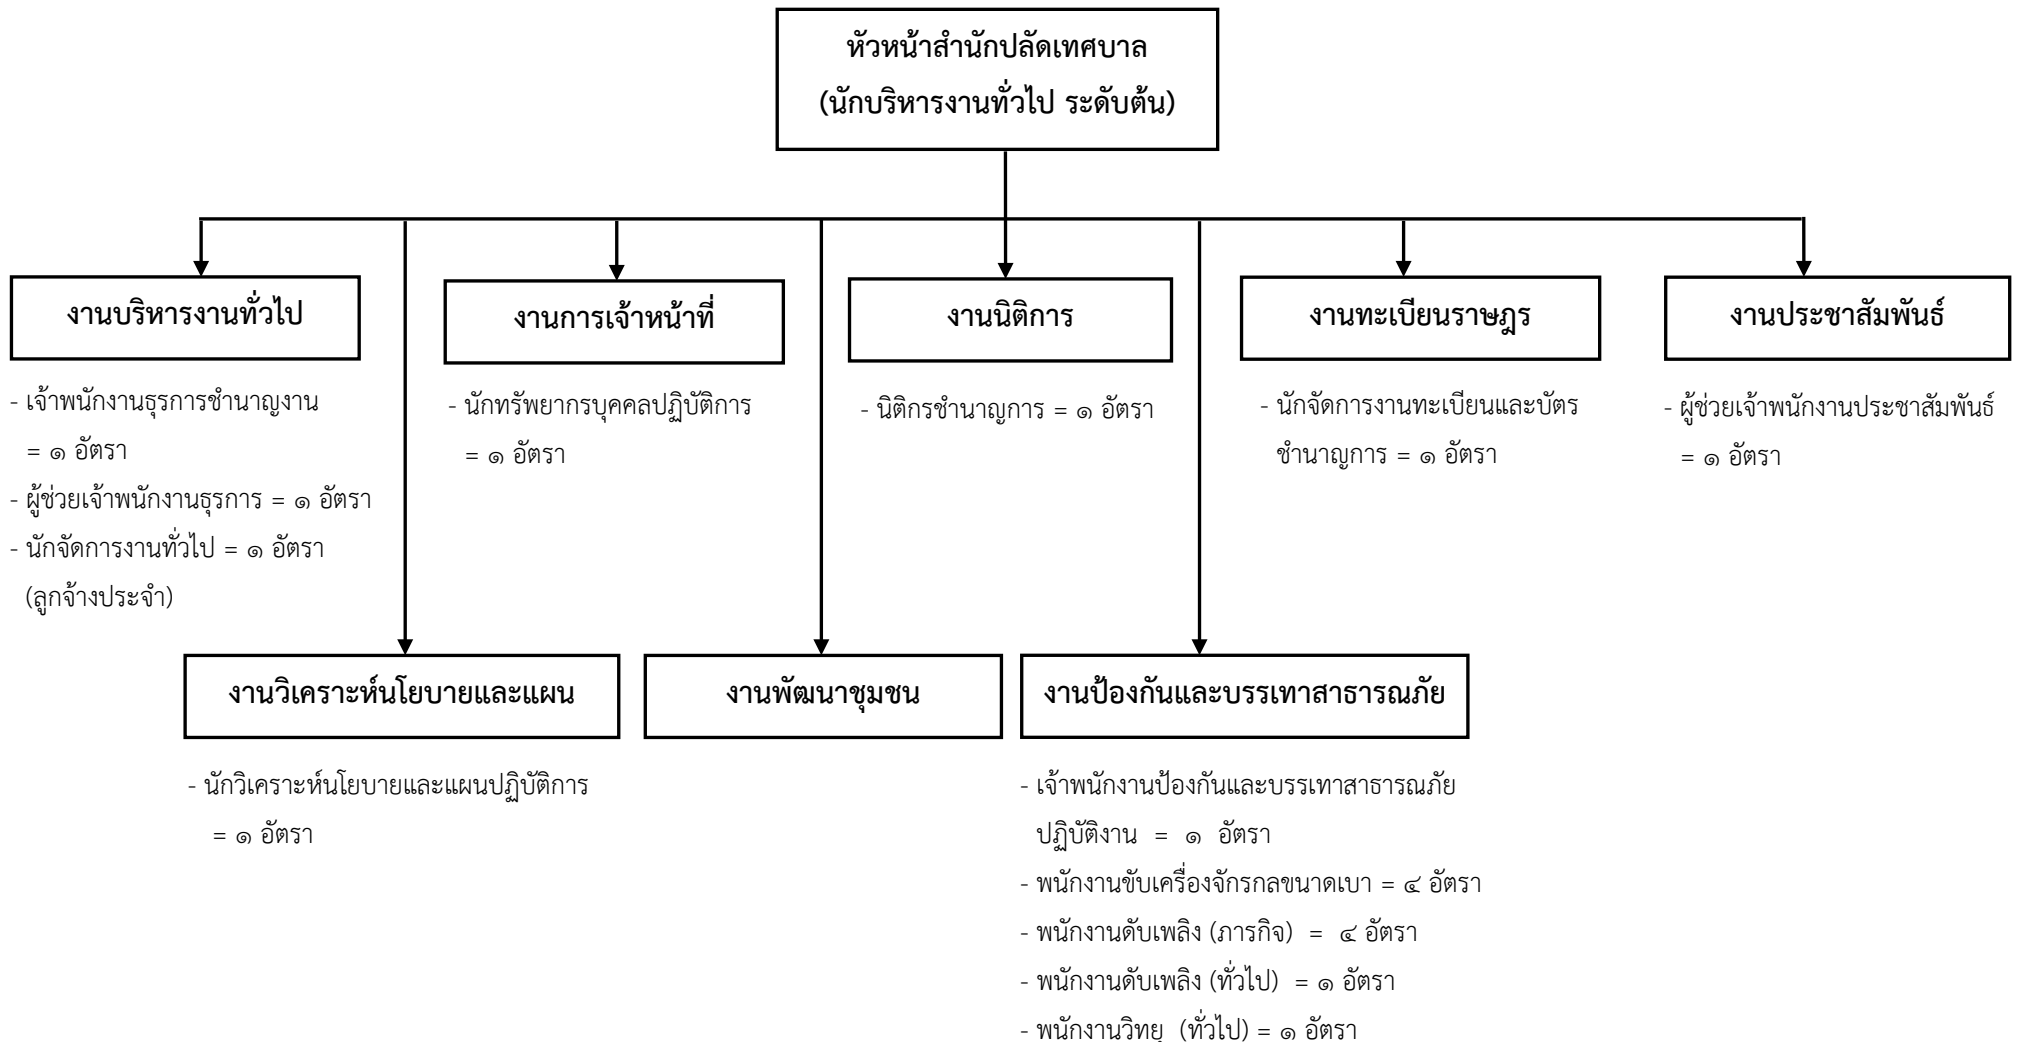 หัวหน้าสำนักปลัดเทศบาล
(นักบริหารงานทั่วไป ระดับต้น)
งานบริหารงานทั่วไป
- เจ้าพนักงานธุรการชำนาญงาน
= ๑ อัตรา
- ผู้ช่วยเจ้าพนักงานธุรการ = ๑ อัตรา
- นักจัดการงานทั่วไป = ๑ อัตรา
(ลูกจ้างประจำ)
งานการเจ้าหน้าที่
- นักทรัพยากรบุคคลปฏิบัติการ
= ๑ อัตรา
งานนิติการ
- นิติกรชำนาญการ = ๑ อัตรา
งานทะเบียนราษฎร
- นักจัดการงานทะเบียนและบัตร
ชำนาญการ = ๑ อัตรา
งานประชาสัมพันธ์
- ผู้ช่วยเจ้าพนักงานประชาสัมพันธ์
= ๑ อัตรา
งานวิเคราะห์นโยบายและแผน
- นักวิเคราะห์นโยบายและแผนปฏิบัติการ
= ๑ อัตรา
งานพัฒนาชุมชน
งานป้องกันและบรรเทาสาธารณภัย
- เจ้าพนักงานป้องกันและบรรเทาสาธารณภัย
ปฏิบัติงาน = ๑ อัตรา
- พนักงานขับเครื่องจักรกลขนาดเบา = ๔ อัตรา
- พนักงานดับเพลิง (ภารกิจ) = ๔ อัตรา
- พนักงานดับเพลิง (ทั่วไป) = ๑ อัตรา
- พนักงานวิทยุ (ทั่วไป) = ๑ อัตรา